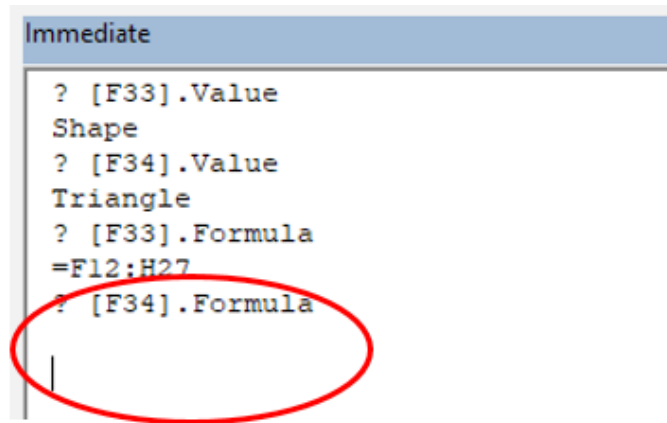 Immediate
? [F33].Value
Shape
? [F34].Value
Triangle
? [F33].Formula
=F12:H27
? [F34].Formula